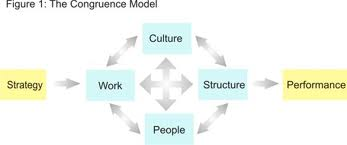 Figure 1: The Congruence Model
Culture
Strategy
Work
Structure
Performance
People